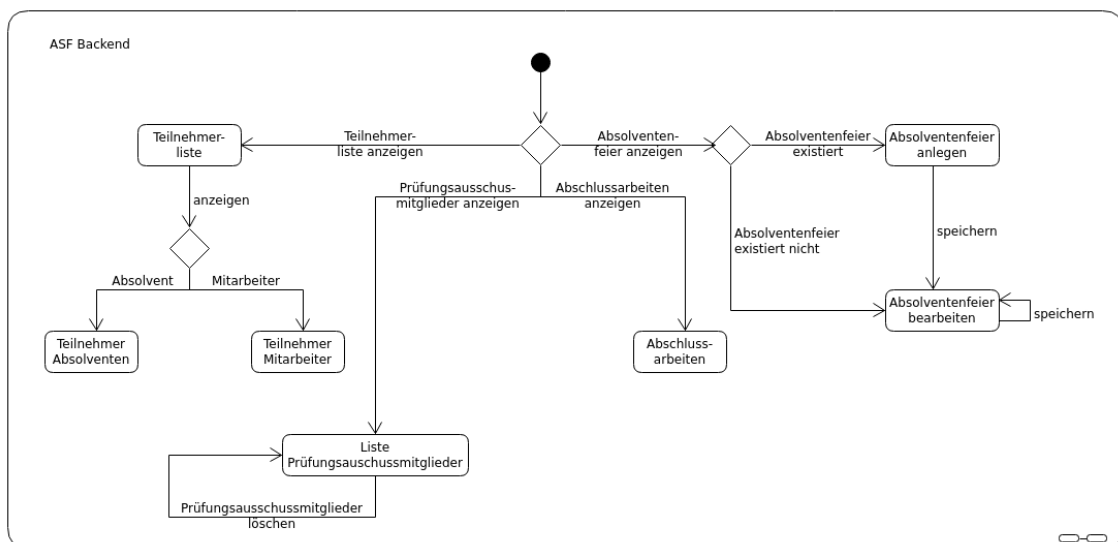 ASF Backend
Teilnehmer-
liste
Teilnehmer-
liste anzeigen
Absolventen-
feier anzeigen
Absolventenfeier
existiert
Absolventenfeier
anlegen
anzeigen
Prüfungsausschus-
mitglieder anzeigen
Abschlussarbeiten
anzeigen
Absolventenfeier
existiert nicht
speichern
Absolvent
Mitarbeiter
Absolventenfeier
bearbeiten
speichern
Teilnehmer
Absolventen
Teilnehmer
Mitarbeiter
Abschluss-
arbeiten
Liste
Prüfungsauschussmitglieder
Prüfungsausschussmitglieder
löschen